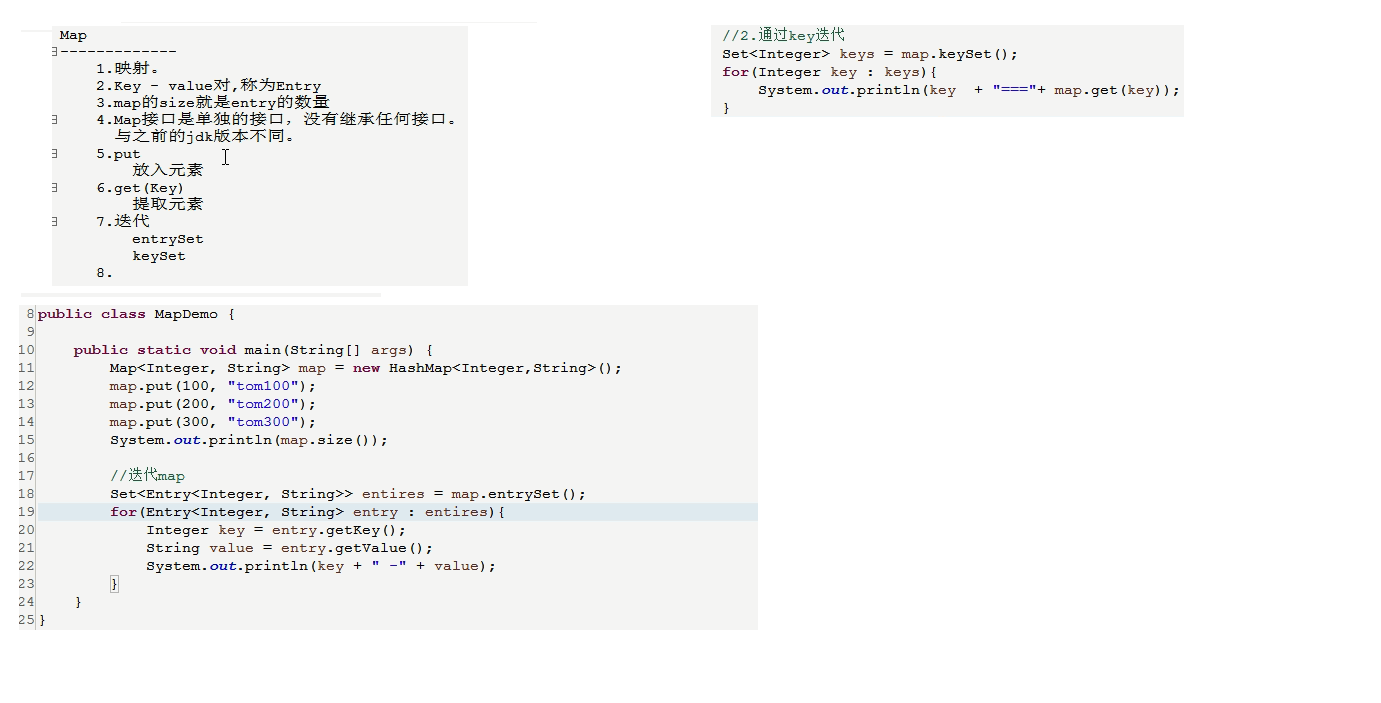 Map
-------------
1.映射。
2.Key - value对,称为Entry
3.map的size就是entry的数量
4.Map接口是单独的接口，没有继承任何接口。
与之前的jdk版本不同。
5.put
放入元素
6.get(Key)
提取元素
7.迭代
entrySet
keySet
8.
//2.通过key迭代
Set<Integer> keys = map.keySet();
for(Integer key : keys){
System.out.println(key  + "==="+ map.get(key));
}
8 public class MapDemo {
9
10 public static void main(String[] args) {
11 Map<Integer, String> map = new HashMap<Integer,String>();
12 map.put(100, "tom100");
13 map.put(200, "tom200");
14 map.put(300, "tom300");
15 System.out.println(map.size());
16
17 //迭代map
18 Set<Entry<Integer, String>> entires = map.entrySet();
19 for(Entry<Integer, String> entry : entires){
20 Integer key = entry.getKey();
21 String value = entry.getValue();
22 System.out.println(key + " -" + value);
23 }
24 }
25 }